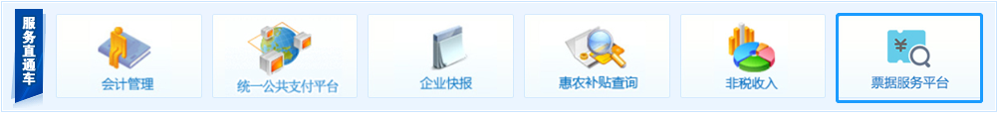 服务直通车
会计管理
统一公共支付平台
企业快报
惠农补贴查询
非税收入
¥
票据服务平台